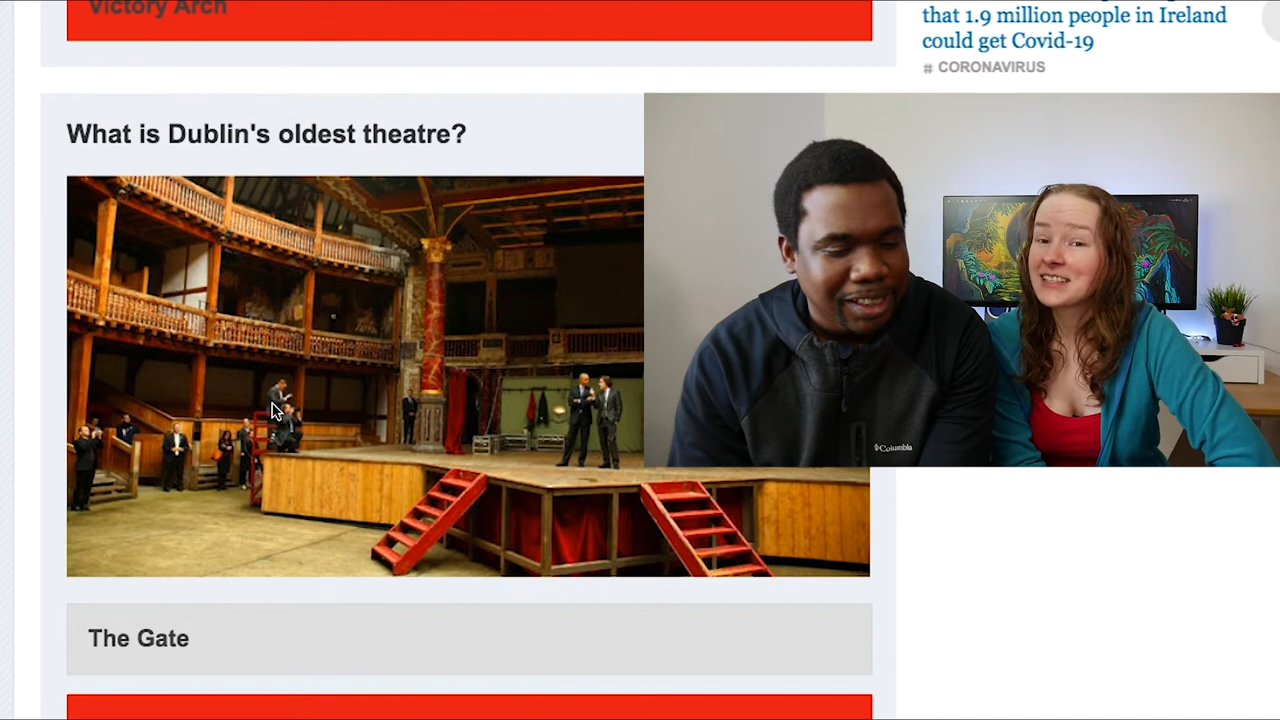 Victory Arch
that 1.9 million people in Ireland
could get Covid-19
# CORONAVIRUS
What is Dublin's oldest theatre?
Columbia
The Gate